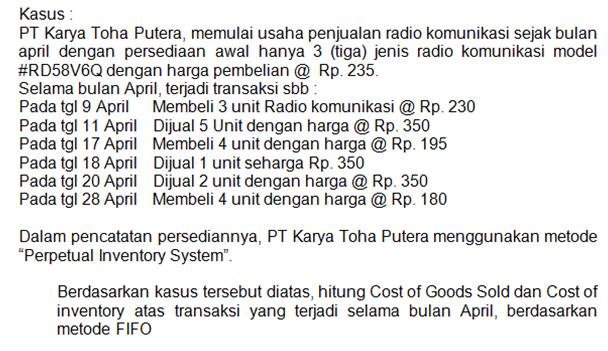 Kasus :
PT Karya Toha Putera, memulai usaha penjualan radio komunikasi sejak bulan
april dengan persediaan awal hanya 3 (tiga) jenis radio komunikasi model
#RD58V6Q dengan harga pembelian @ Rp. 235.
Selama bulan April, terjadi transaksi sbb :
Pada tgl 9 April Membeli 3 unit Radio komunikasi @ Rp. 230
Pada tgl 11 April Dijual 5 Unit dengan harga @ Rp. 350
Pada tgl 17 April Membeli 4 unit dengan harga @ Rp. 195
Pada tgl 18 April Dijual 1 unit seharga Rp. 350
Pada tgl 20 April Dijual 2 unit dengan harga @ Rp. 350
Pada tgl 28 April Membeli 4 unit dengan harga @ Rp. 180
Dalam pencatatan persediannya, PT Karya Toha Putera menggunakan metode
“Perpetual Inventory System”.
Berdasarkan kasus tersebut diatas, hitung Cost of Goods Sold dan Cost of
inventory atas transaksi yang terjadi selama bulan April, berdasarkan
metode FIFO